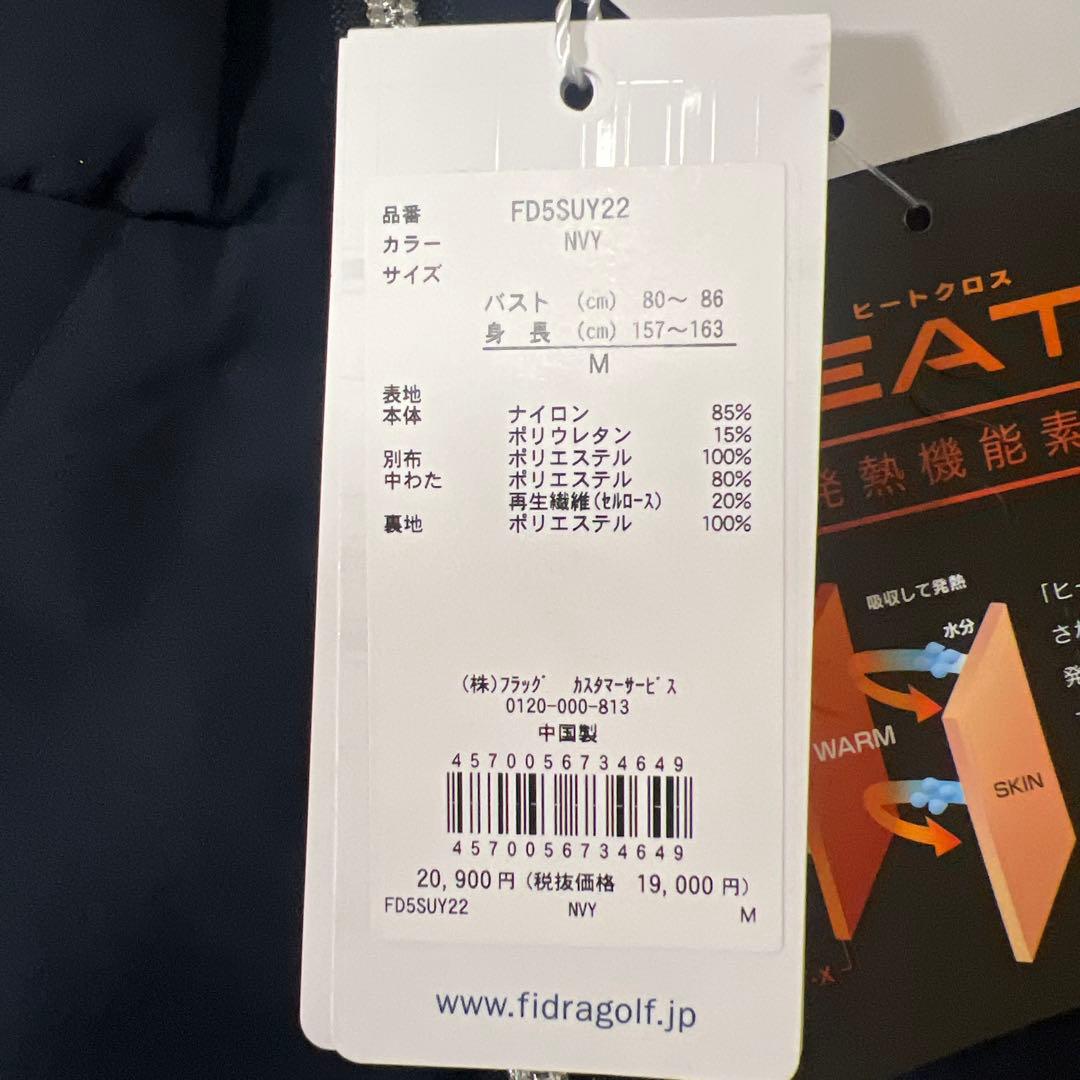 品番 FD5SUY22
カラー NVY
サイズ
バスト (cm) 80～ 86
身 長 (cm) 157～163
M
表地
本体 ナイロン 85%
ポリウレタン 15%
別布 ポリエステル 100%
中わた ポリエステル 80%
再生繊維(ｾﾙﾛｰｽ) 20%
裏地 ポリエステル 100%
(株)ﾌﾗｯｸﾞ ｶｽﾀﾏｰｻｰﾋﾞｽ
0120-000-813
中国製
4570056734649
4570056734649
20,900円(税抜価格 19,000円)
FD5SUY22 NVY M
www.fidragolf.jp
ヒートクロス
EAT
発熱機能素
吸収して発熱
水分
WARM
SKIN